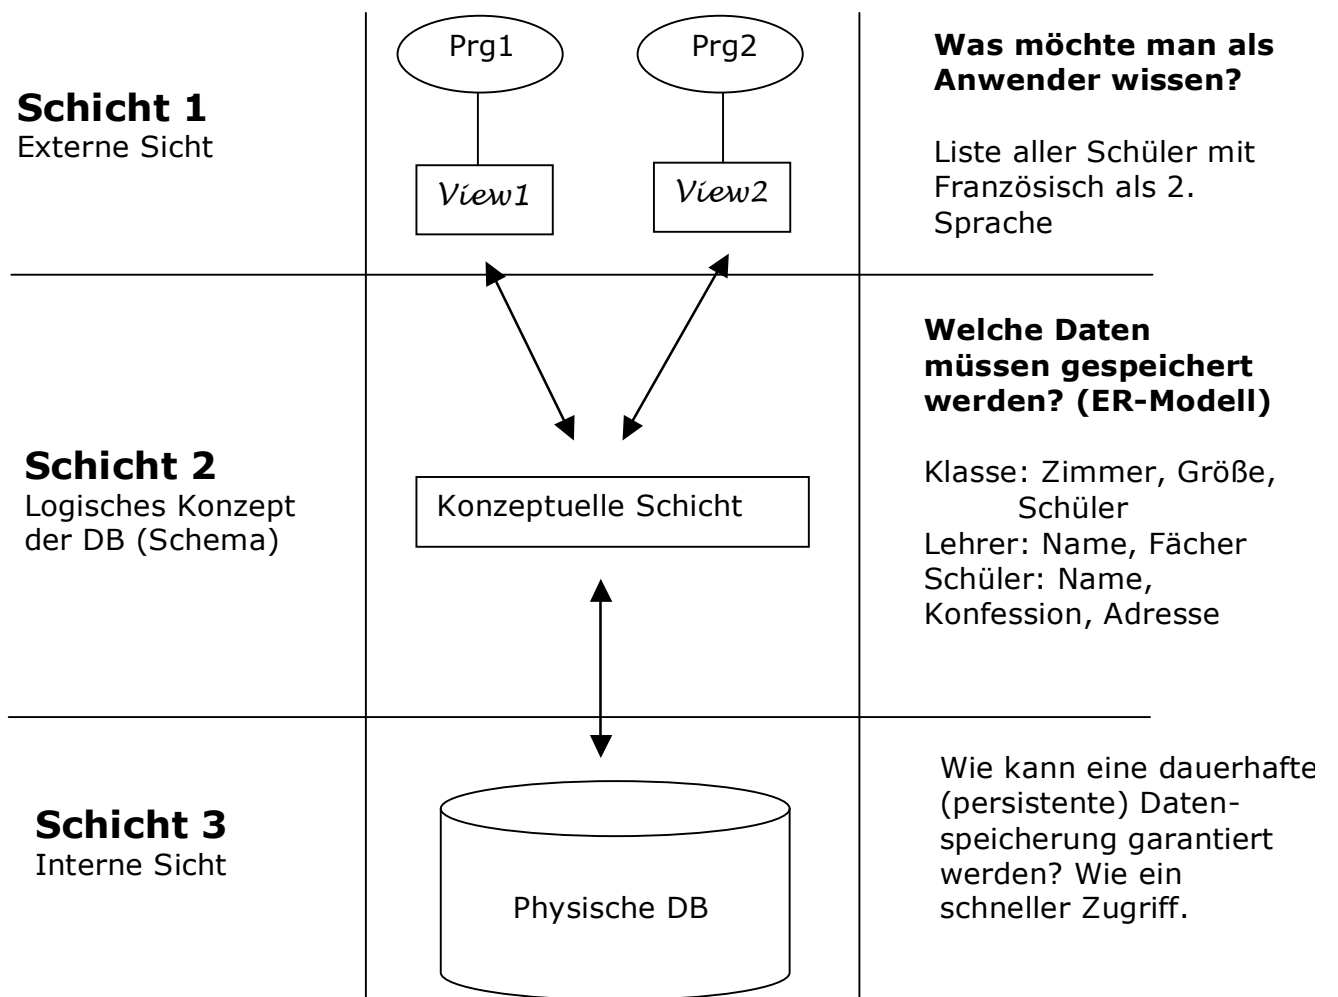 Prg1
Prg2
Was möchte man als
Anwender wissen?
Schicht 1
Externe Sicht
View1
View2
Liste aller Schüler mit
Französisch als 2.
Sprache
Welche Daten
müssen gespeichert
werden? (ER-Modell)
Schicht 2
Logisches Konzept
der DB (Schema)
Konzeptuelle Schicht
Klasse: Zimmer, Größe,
Schüler
Lehrer: Name, Fächer
Schüler: Name,
Konfession, Adresse
Schicht 3
Interne Sicht
Physische DB
Wie kann eine dauerhafte
(persistente) Daten-
speicherung garantiert
werden? Wie ein
schneller Zugriff.